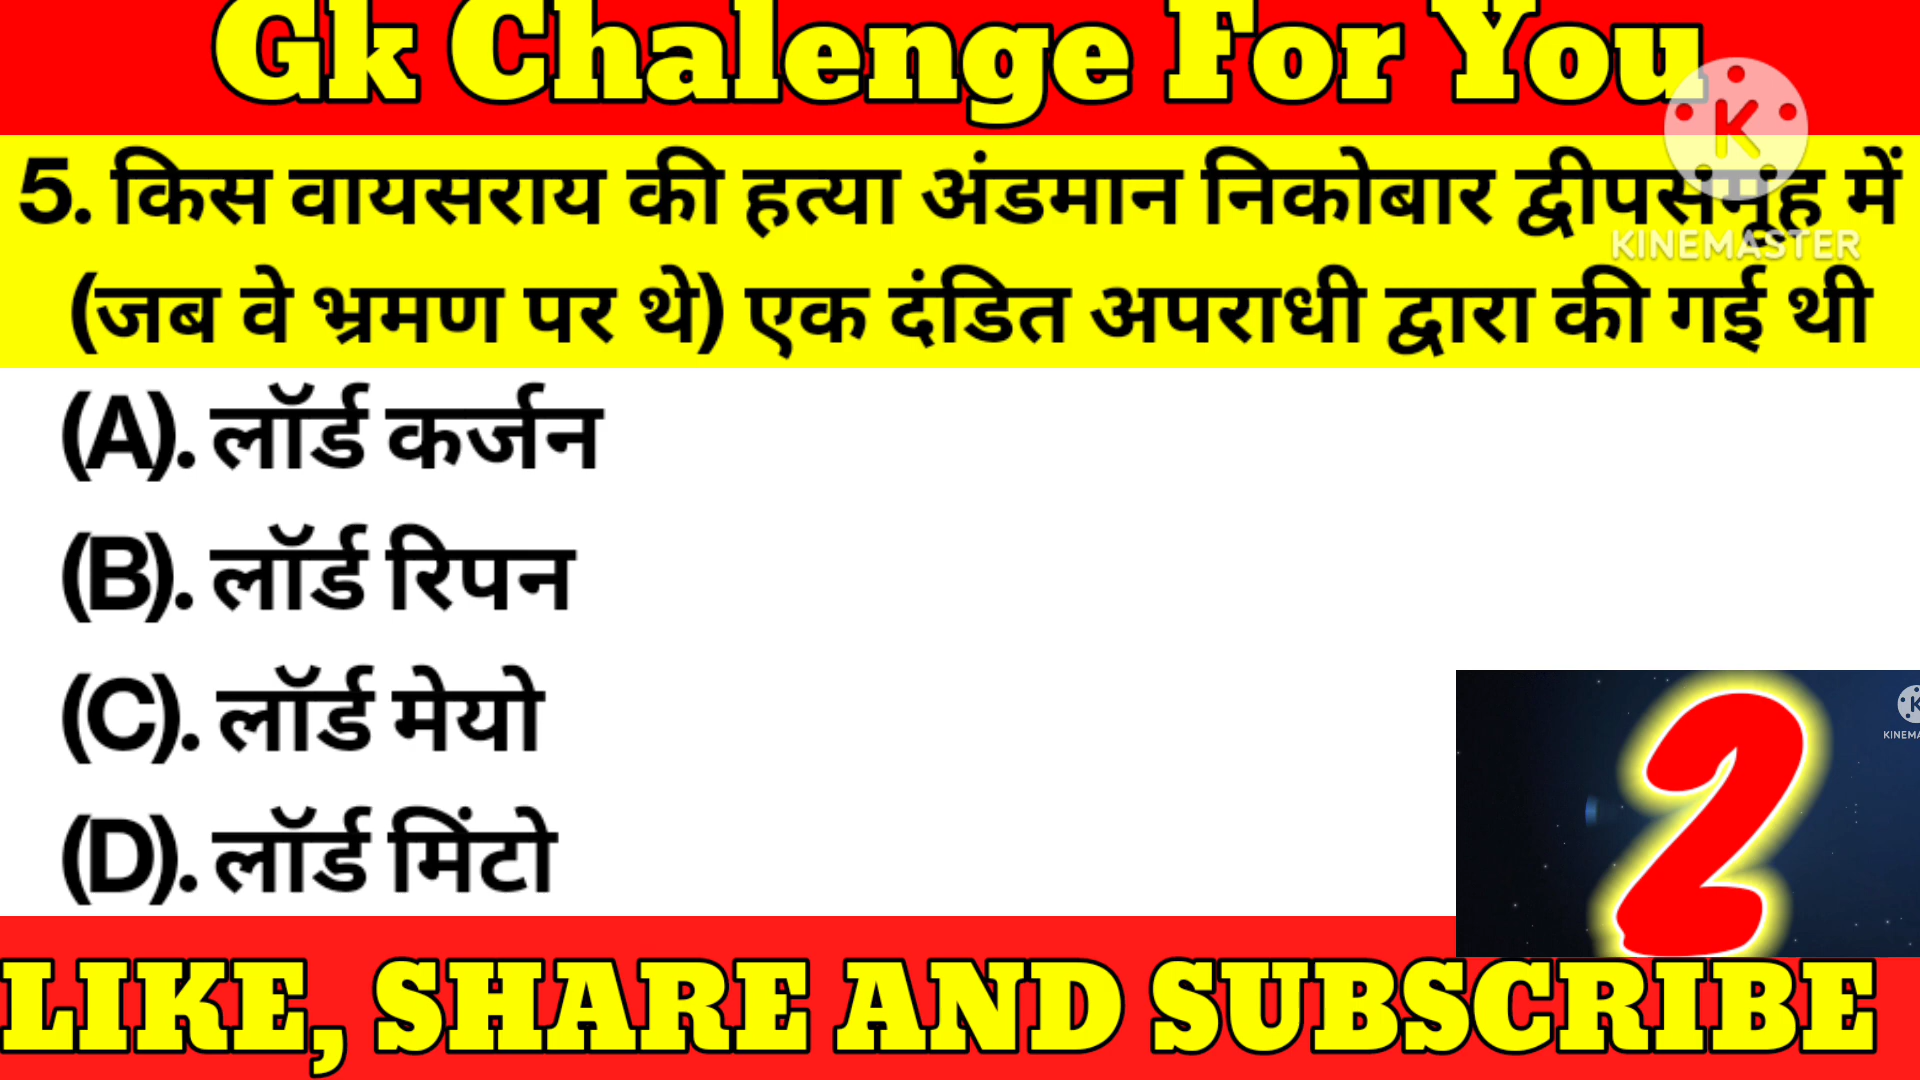 Gk Chalenge For You
5. किस वायसराय की हत्या अंडमान निकोबार द्वीपसमूंह में
KINEMASTER
(जब वे भ्रमण पर थे) एक दंडित अपराधी द्वारा की गई थी
(A). लॉर्ड कर्जन
(B). लॉर्ड रिपन
(C). लॉर्ड मेयो
(D). लॉर्ड मिंटो
2
KINEMA
LIKE, SHARE AND SUBSCRIBE